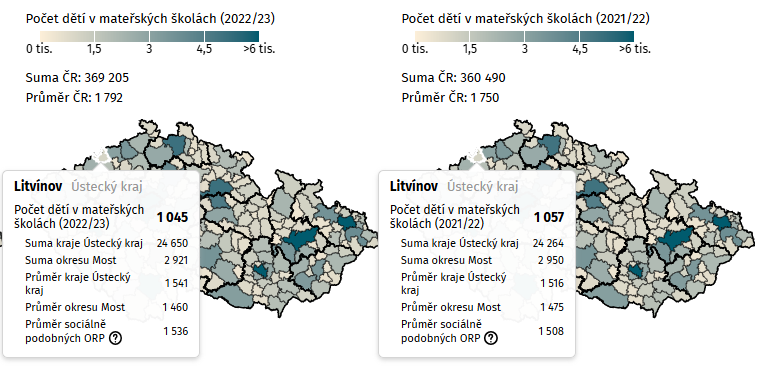 Počet dětí v mateřských školách (2022/23)
0 tis. 1,5 3 4,5 >6 tis.
Suma ČR: 369 205
Průměr ČR: 1 792
Litvínov Ústecký kraj
Počet dětí v mateřských
školách (2022/23) 1 045
Suma kraje Ústecký kraj 24 650
Suma okresu Most 2 921
Průměr kraje Ústecký
kraj 1 541
Průměr okresu Most 1 460
Průměr sociálně
podobných ORP ? 1 536
Počet dětí v mateřských školách (2021/22)
0 tis. 1,5 3 4,5 >6 tis.
Suma ČR: 360 490
Průměr ČR: 1 750
Litvínov Ústecký kraj
Počet dětí v mateřských
školách (2021/22) 1 057
Suma kraje Ústecký kraj 24 264
Suma okresu Most 2 950
Průměr kraje Ústecký
kraj 1 516
Průměr okresu Most 1 475
Průměr sociálně
podobných ORP ? 1 508